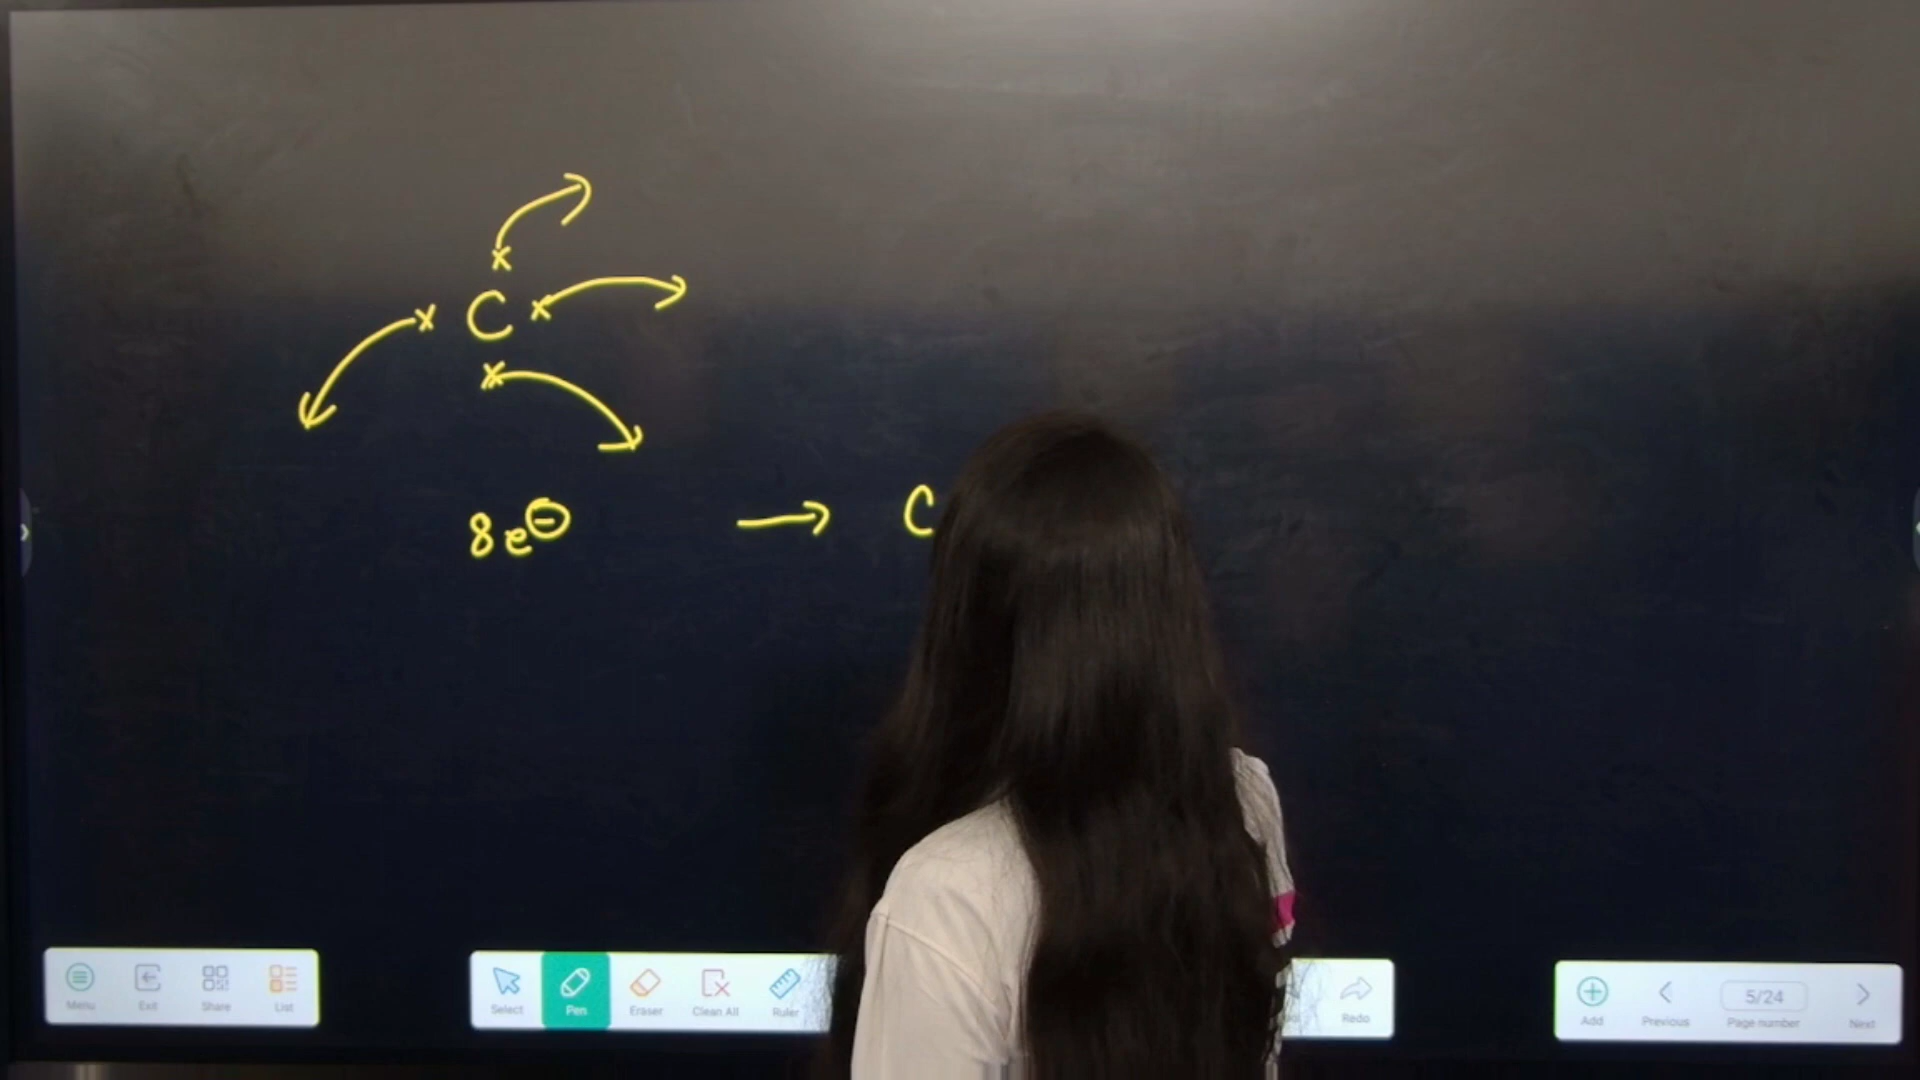 x
x C x
x
8e⊖ → C
Menu Exit Share List Select Pen Eraser Clean All Ruler Redo Add Previous 5/24 Page number Next